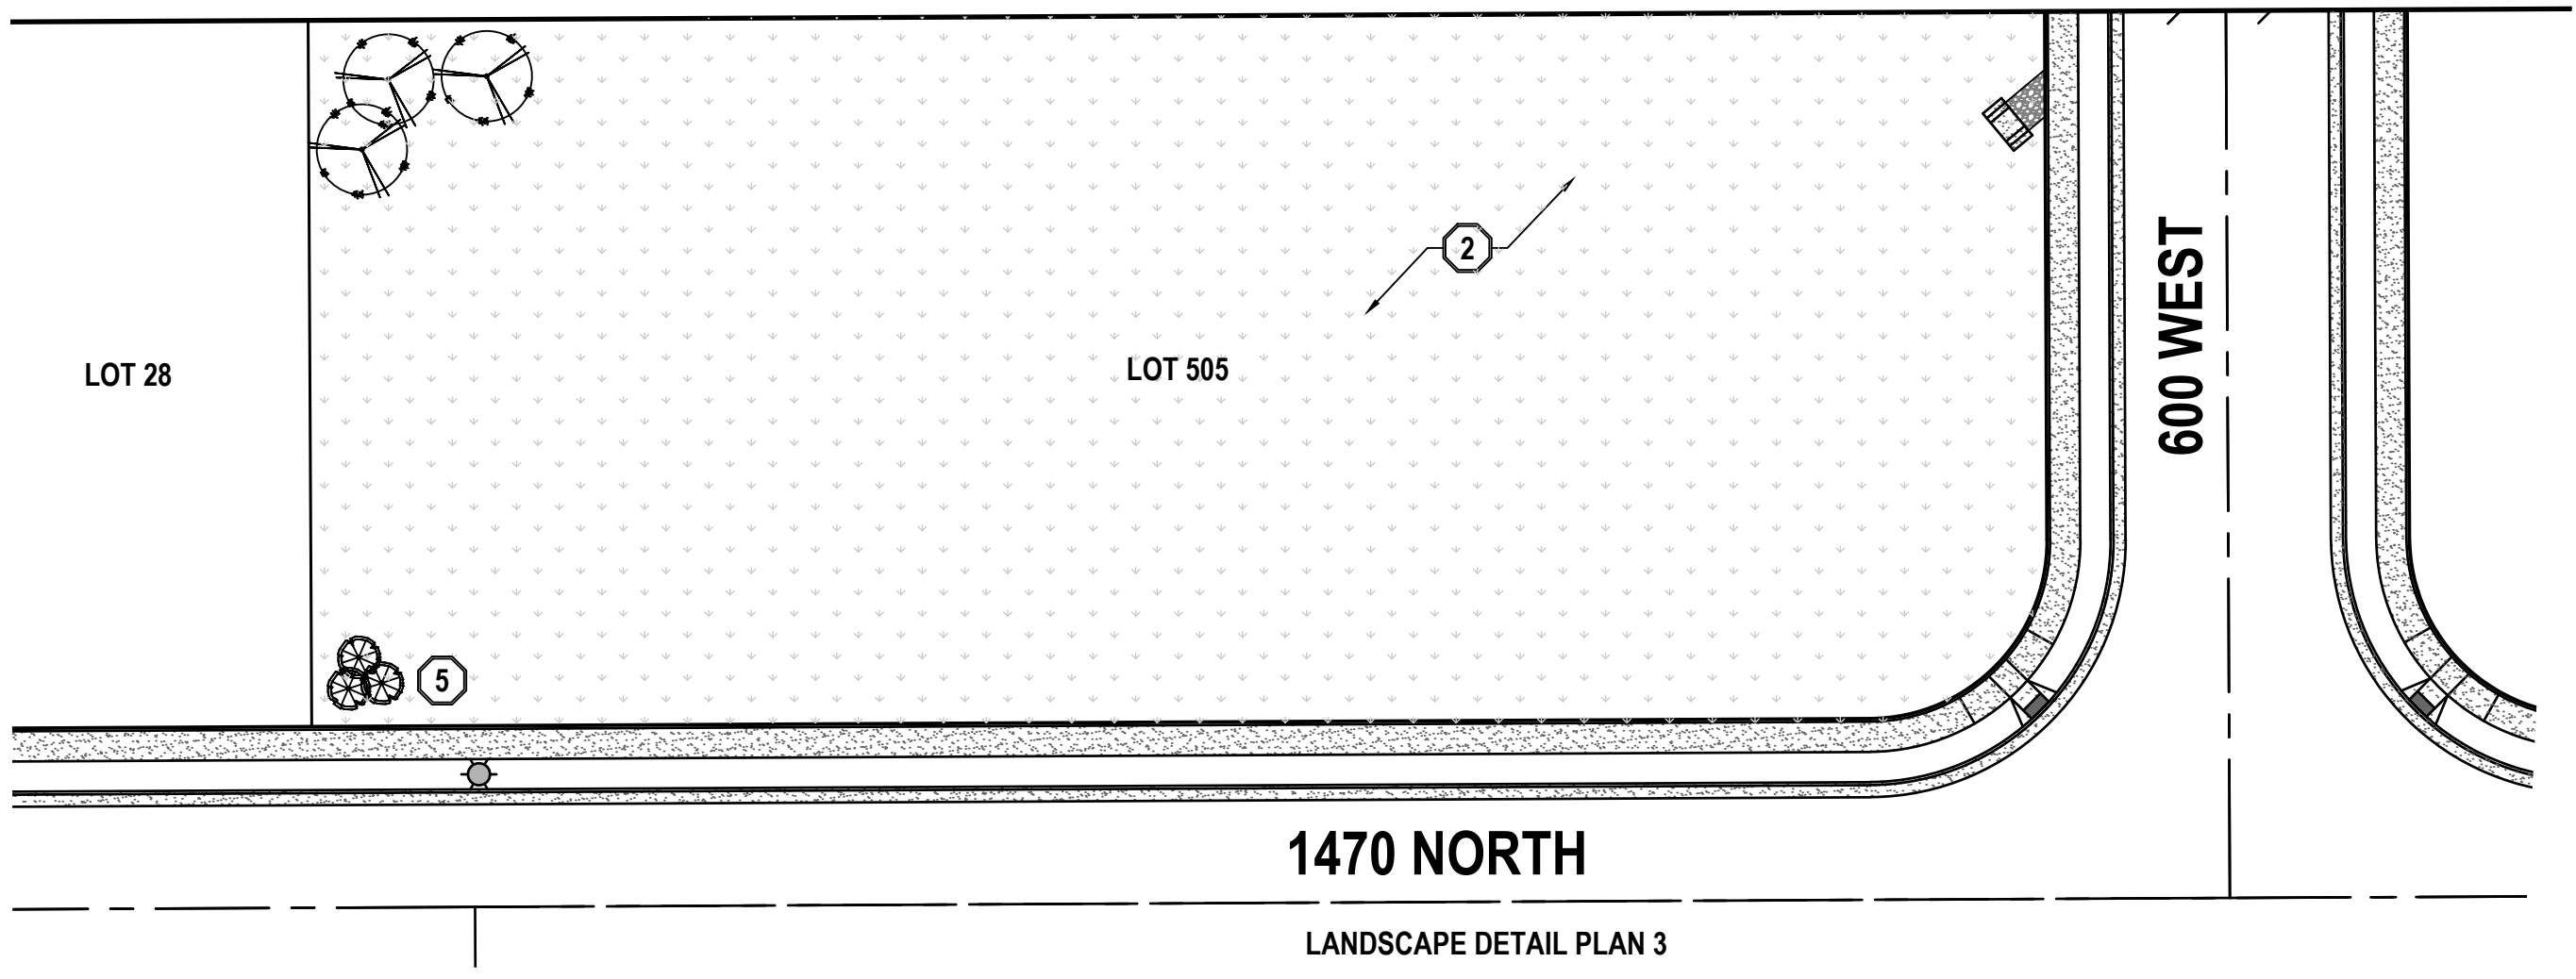 2
LOT 28
LOT 505
600 WEST
5
1470 NORTH
LANDSCAPE DETAIL PLAN 3